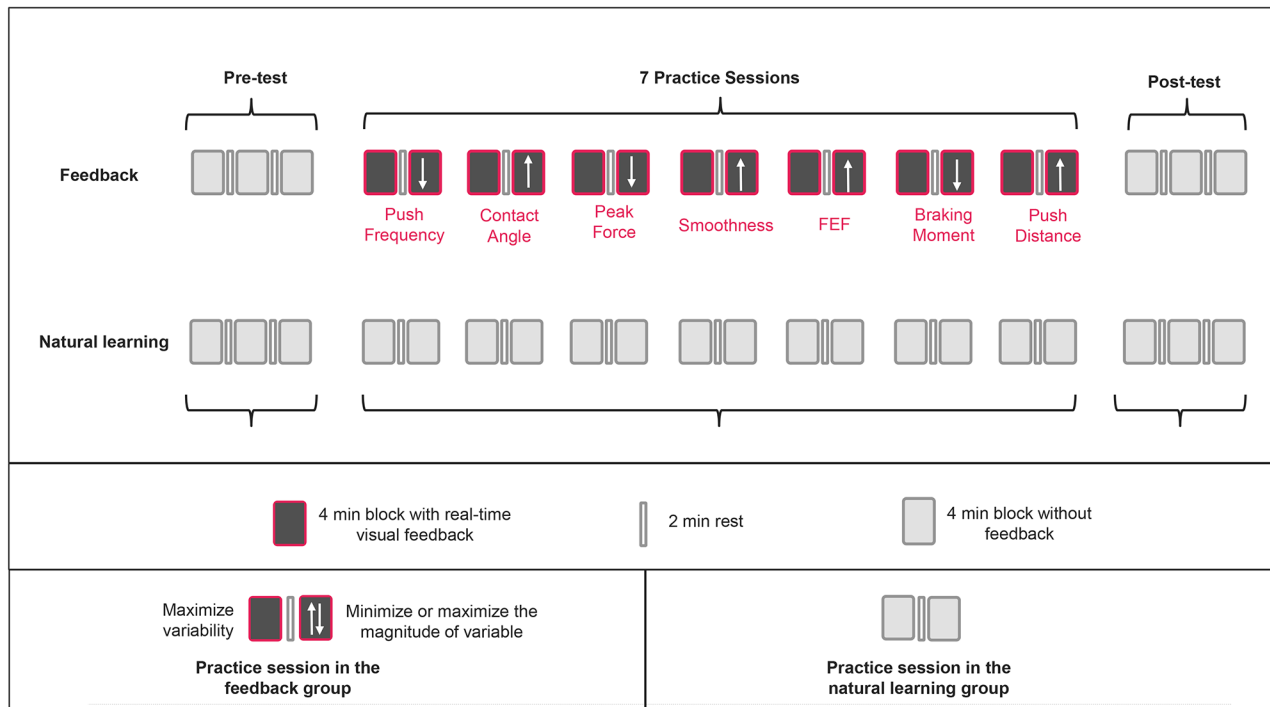 Pre-test
7 Practice Sessions
Post-test
Feedback
Push
Frequency
Contact
Angle
Peak
Force
Smoothness
FEF
Braking
Moment
Push
Distance
Natural learning
4 min block with real-time
visual feedback
2 min rest
4 min block without
feedback
Maximize
variability
Minimize or maximize the
magnitude of variable
Practice session in the
feedback group
Practice session in the
natural learning group